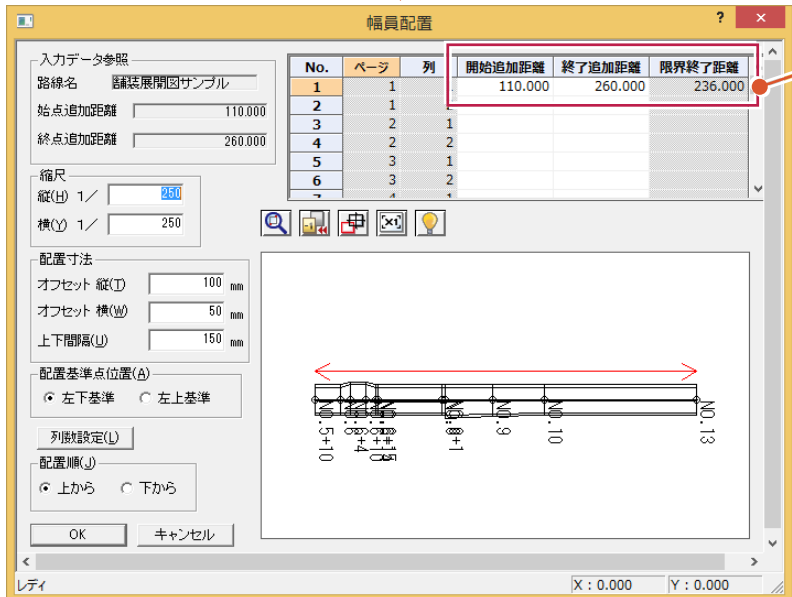 幅員配置
? ×
入力データ参照
路線名 舗装展開図サンプル
始点追加距離 110.000
終点追加距離 260.000
縮尺
縦(H) 1／ 250
横(Y) 1／ 250
配置寸法
オフセット 縦(T) 100 mm
オフセット 横(W) 50 mm
上下間隔(U) 150 mm
配置基準点位置(A)
左下基準 左上基準
列数設定(L)
配置順(J)
上から 下から
OK キャンセル
No. ページ 列 開始追加距離 終了追加距離 限界終了距離
1 1 110.000 260.000 236.000
2 1
3 2 1
4 2 2
5 3 1
6 3 2
NO.5+10
NO.8+1
NO.9
NO.10
NO.13
レディ X : 0.000 Y : 0.000